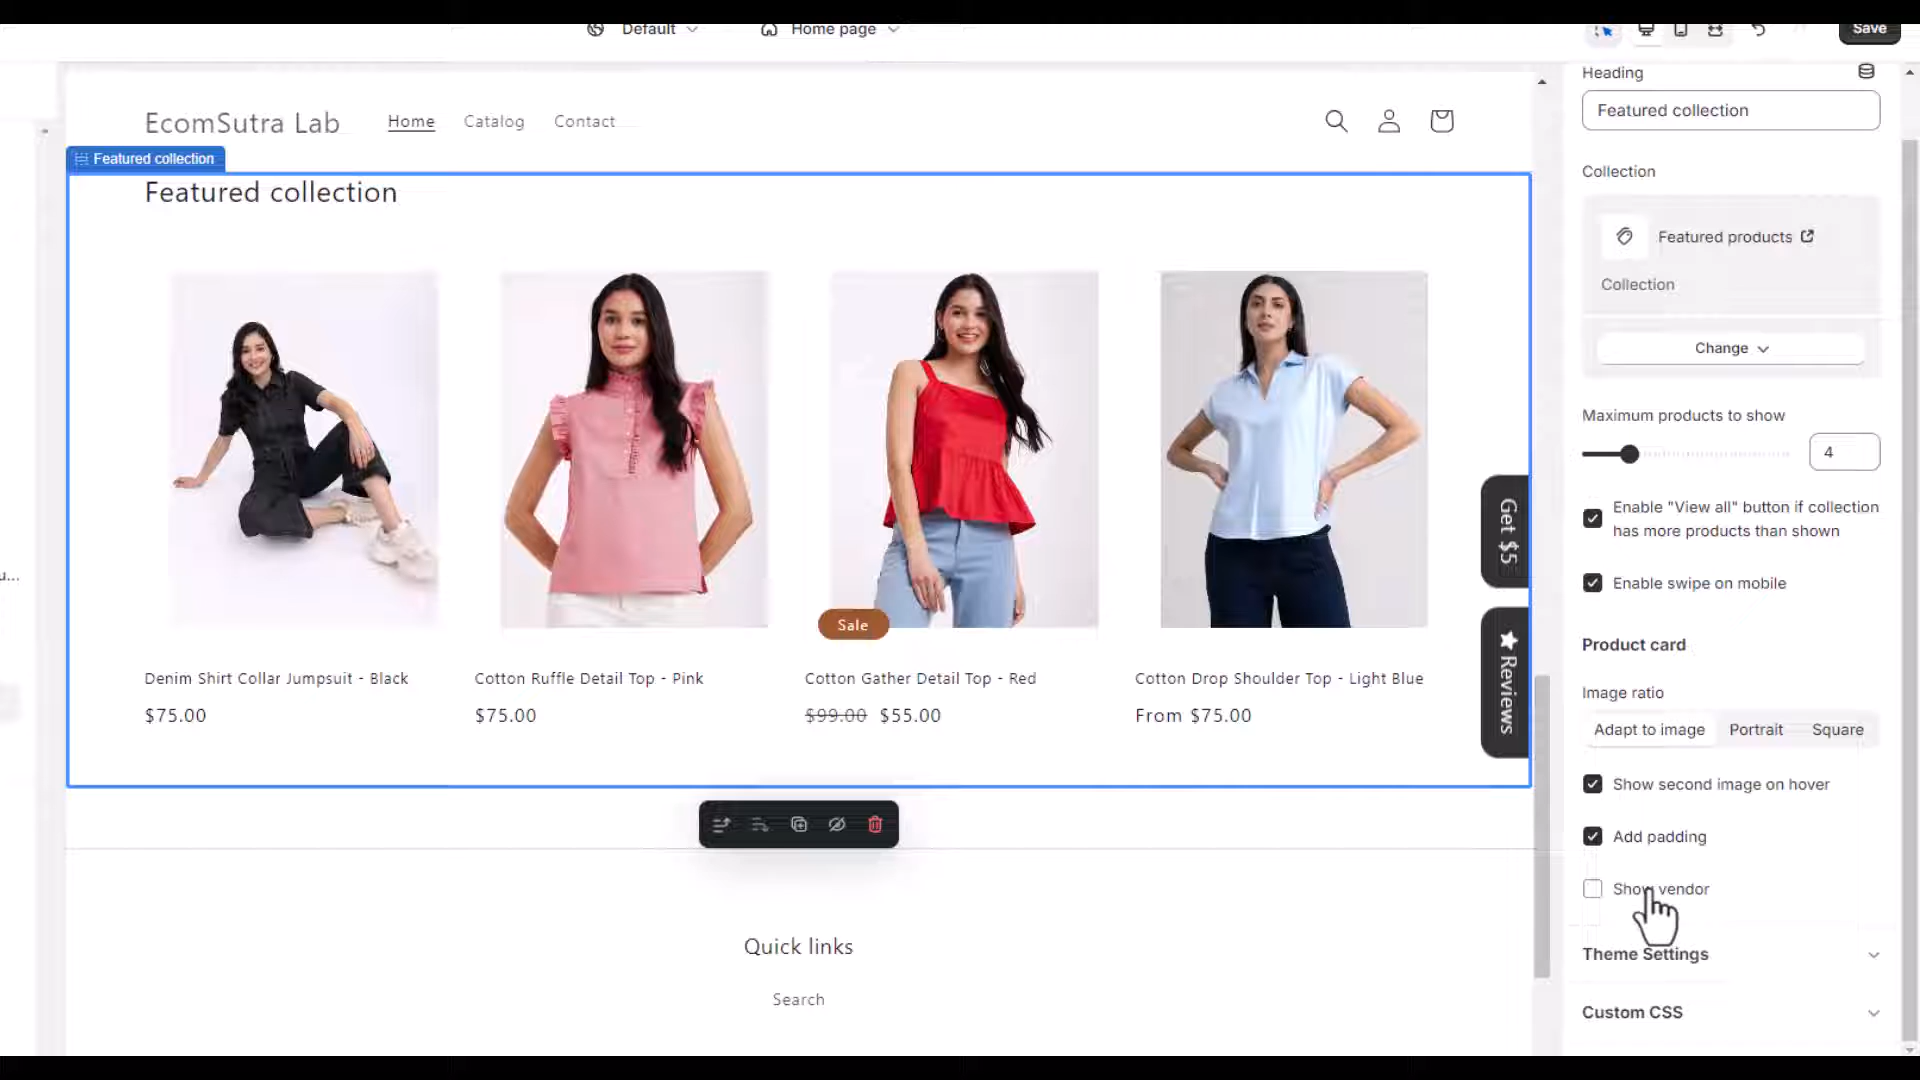 Default
Home page
Save
EcomSutra Lab
Home
Catalog
Contact
Featured collection
Featured collection
Denim Shirt Collar Jumpsuit - Black
$75.00
Cotton Ruffle Detail Top - Pink
$75.00
Sale
Cotton Gather Detail Top - Red
$99.00 $55.00
Cotton Drop Shoulder Top - Light Blue
From $75.00
Get $5
★ Reviews
Quick links
Search
u...
Heading
Featured collection
Collection
Featured products
Collection
Change
Maximum products to show
4
Enable "View all" button if collection
has more products than shown
Enable swipe on mobile
Product card
Image ratio
Adapt to image
Portrait
Square
Show second image on hover
Add padding
Show vendor
Theme Settings
Custom CSS